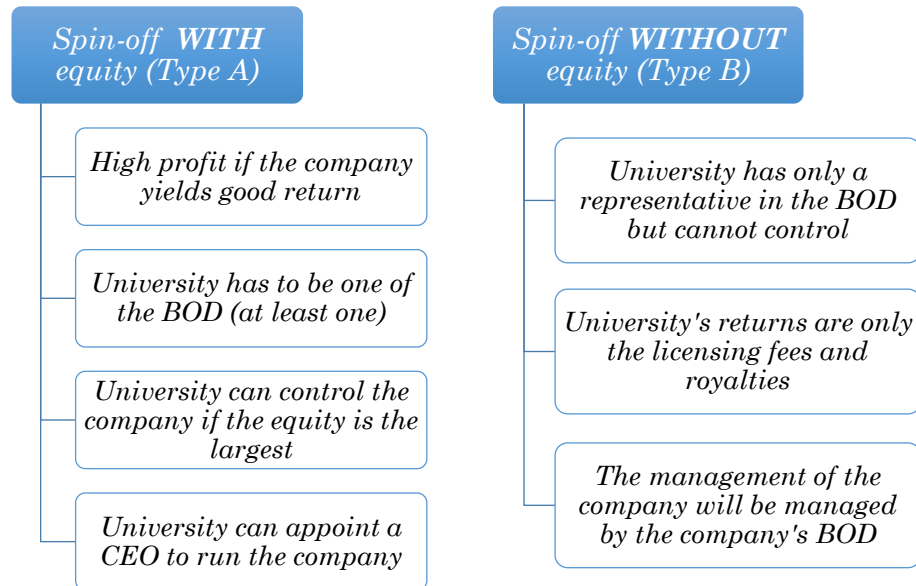 Spin-off WITH
equity (Type A)
High profit if the company
yields good return
University has to be one of
the BOD (at least one)
University can control the
company if the equity is the
largest
University can appoint a
CEO to run the company
Spin-off WITHOUT
equity (Type B)
University has only a
representative in the BOD
but cannot control
University's returns are only
the licensing fees and
royalties
The management of the
company will be managed
by the company's BOD